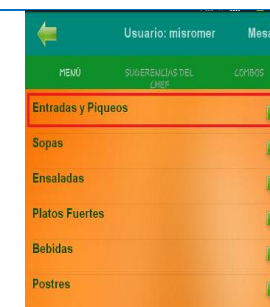 Usuario: misromer Mesa
MENÚ SUGERENCIAS DEL CHEF COMBOS
Entradas y Piqueos
Sopas
Ensaladas
Platos Fuertes
Bebidas
Postres